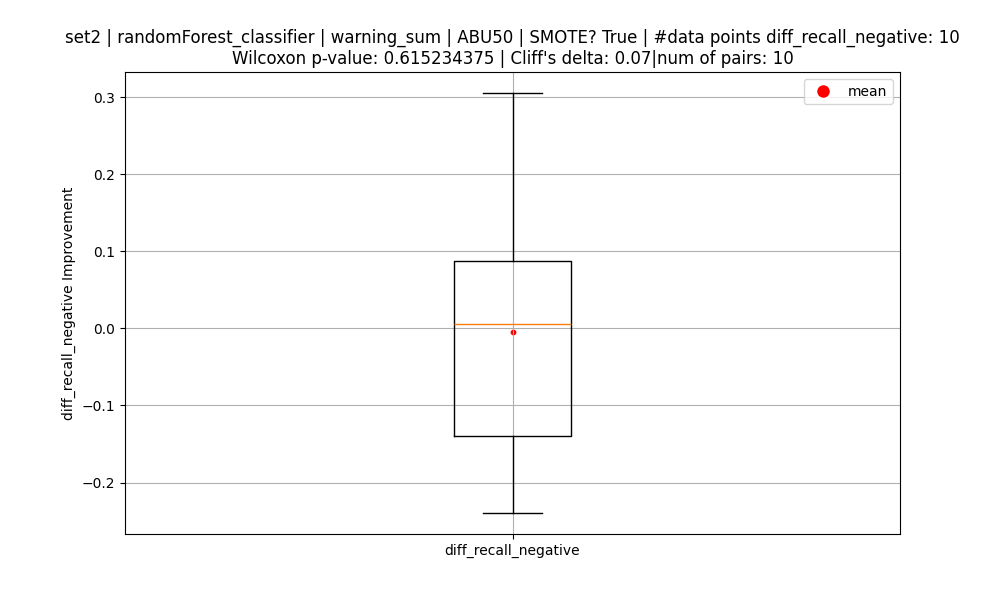 set2 | randomForest_classifier | warning_sum | ABU50 | SMOTE? True | #data points diff_recall_negative: 10
Wilcoxon p-value: 0.615234375 | Cliff's delta: 0.07|num of pairs: 10
mean
0.3
0.2
0.1
0.0
−0.1
−0.2
diff_recall_negative Improvement
diff_recall_negative